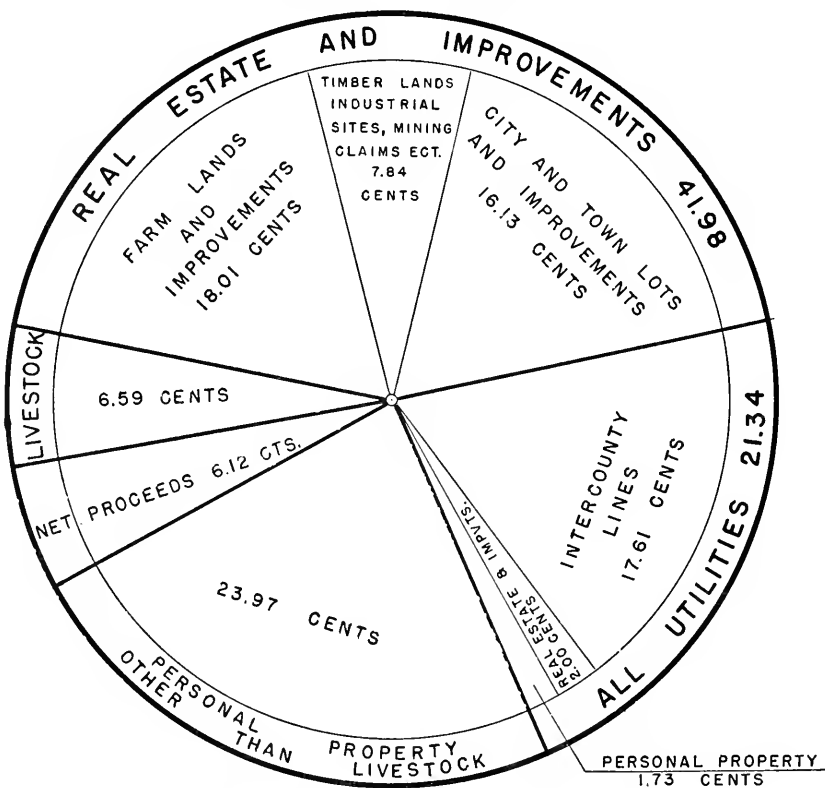 REAL ESTATE AND IMPROVEMENTS 41.98
TIMBER LANDS
INDUSTRIAL
SITES, MINING
CLAIMS ECT.
7.84
CENTS
FARM LANDS
AND
IMPROVEMENTS
18.01 CENTS
CITY AND TOWN LOTS
AND IMPROVEMENTS
16.13 CENTS
LIVESTOCK
6.59 CENTS
NET PROCEEDS 6.12 CTS.
23.97 CENTS
PERSONAL PROPERTY
OTHER THAN LIVESTOCK
ALL UTILITIES 21.34
INTERCOUNTY
LINES
17.61 CENTS
REAL ESTATE & IMPVTS.
2.00 CENTS
PERSONAL PROPERTY
1.73 CENTS